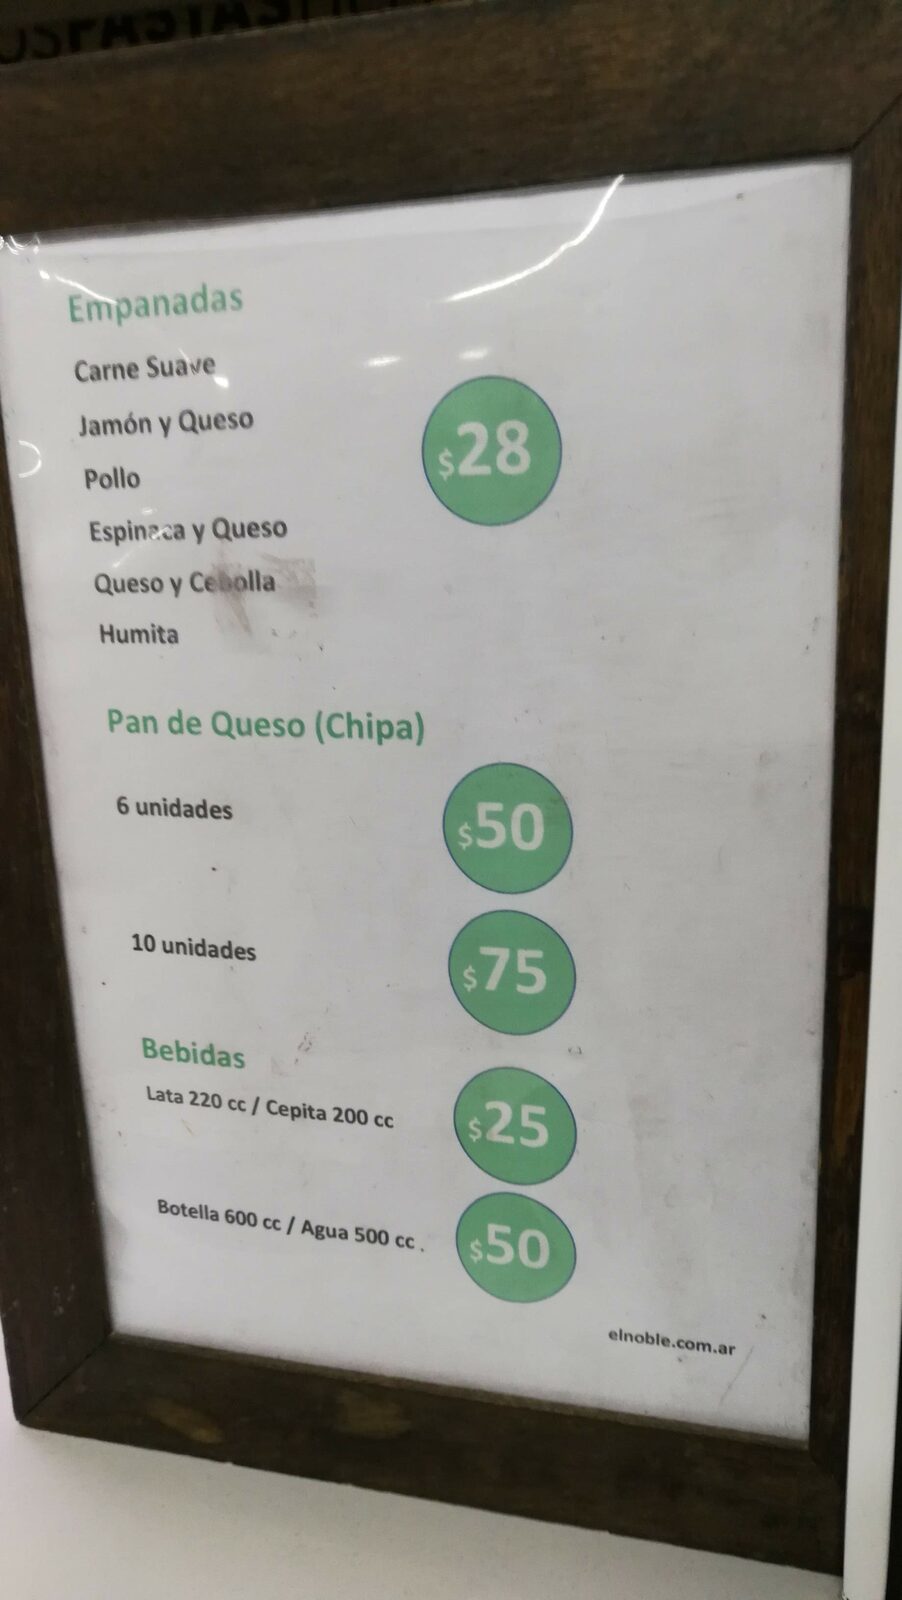 PASTAS
Empanadas
Carne Suave
Jamón y Queso
$28
Pollo
Espinaca y Queso
Queso y Cebolla
Humita
Pan de Queso (Chipa)
6 unidades
$50
10 unidades
$75
Bebidas
Lata 220 cc / Cepita 200 cc
$25
Botella 600 cc / Agua 500 cc .
$50
elnoble.com.ar